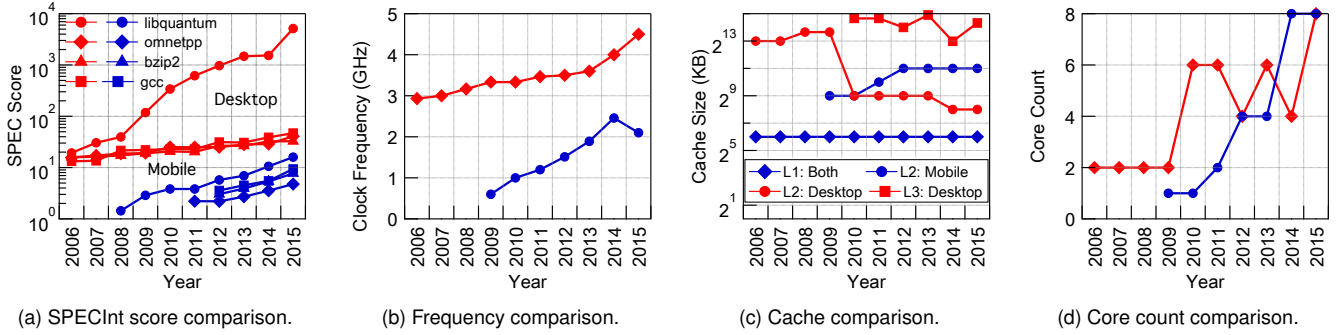 10^4
10^3
10^2
10^1
10^0
SPEC Score
libquantum
omnetpp
bzip2
gcc
Desktop
Mobile
2006 2007 2008 2009 2010 2011 2012 2013 2014 2015
Year
(a) SPECInt score comparison.
5
4
3
2
1
0
Clock Frequency (GHz)
2006 2007 2008 2009 2010 2011 2012 2013 2014 2015
Year
(b) Frequency comparison.
2^13
2^9
2^5
2^1
Cache Size (KB)
L1: Both L2: Mobile
L2: Desktop L3: Desktop
2006 2007 2008 2009 2010 2011 2012 2013 2014 2015
Year
(c) Cache comparison.
8
6
4
2
0
Core Count
2006 2007 2008 2009 2010 2011 2012 2013 2014 2015
Year
(d) Core count comparison.